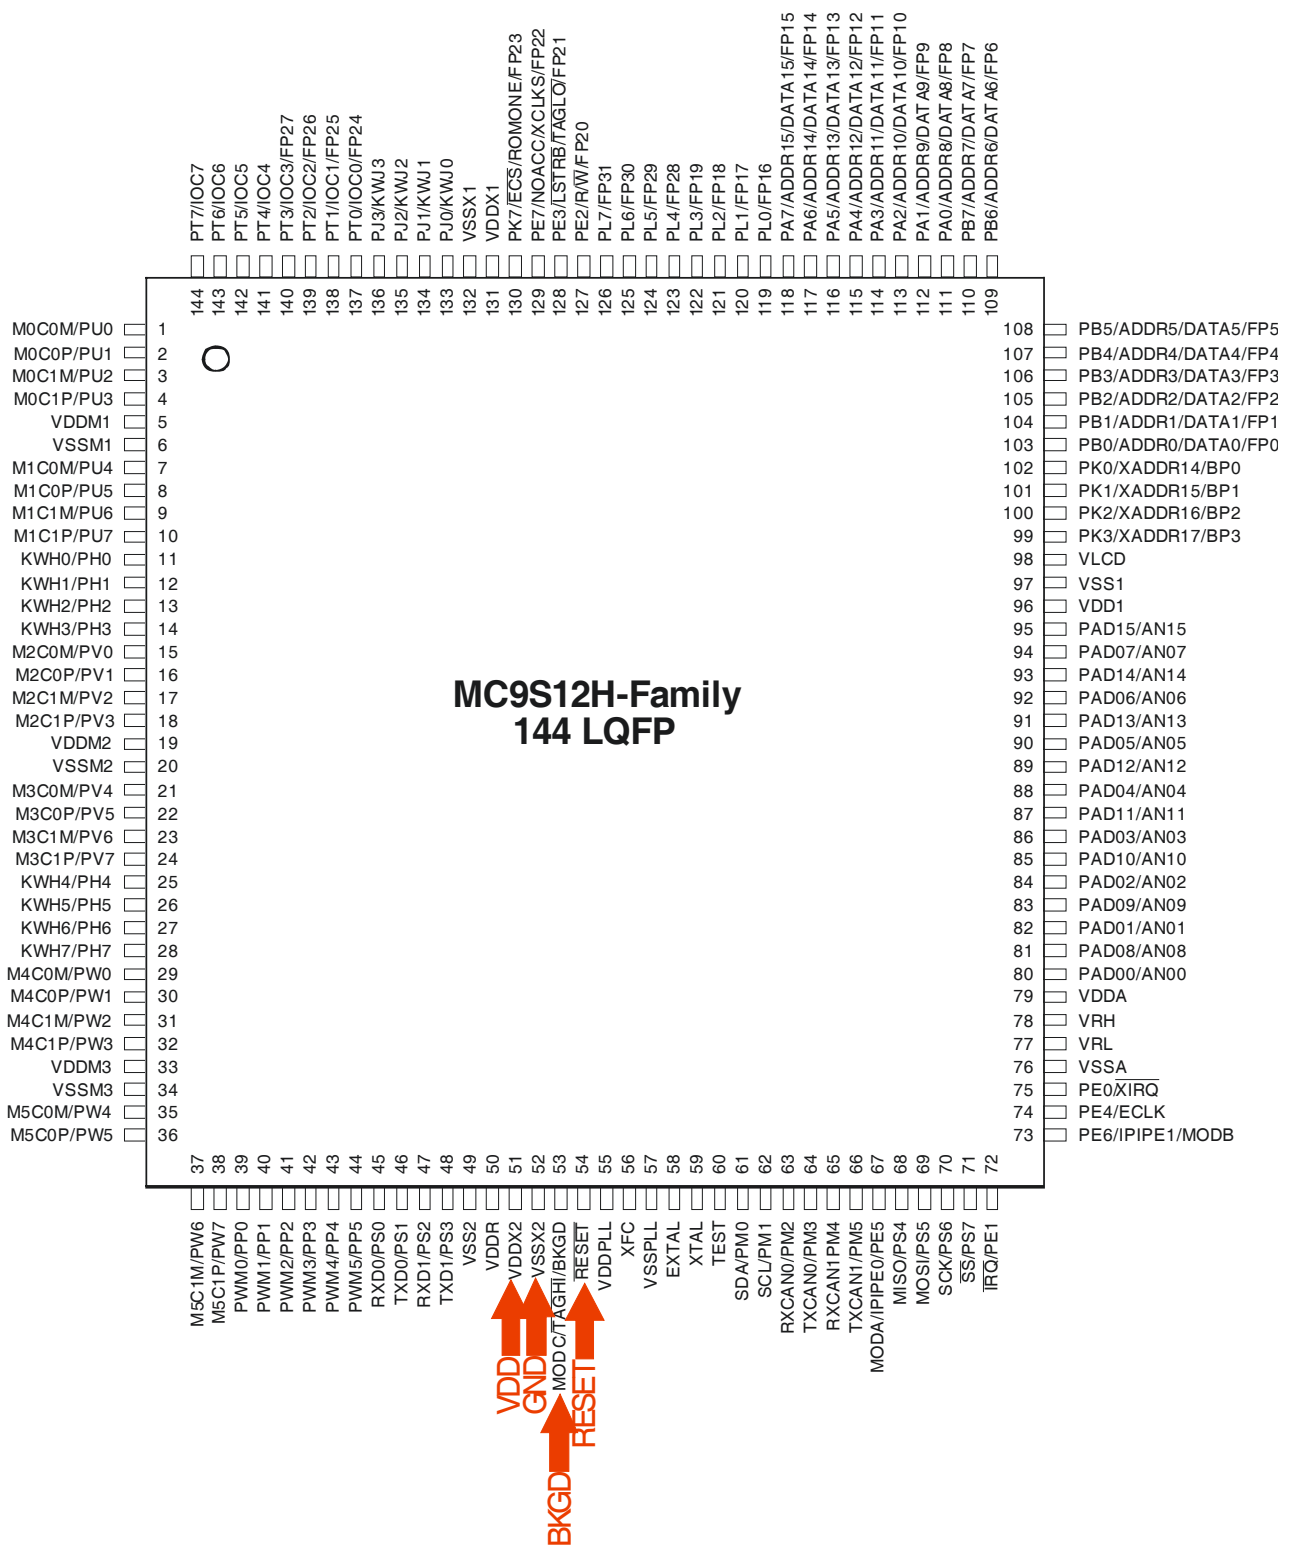 PT7/IOC7
PT6/IOC6
PT5/IOC5
PT4/IOC4
PT3/IOC3/FP27
PT2/IOC2/FP26
PT1/IOC1/FP25
PT0/IOC0/FP24
PJ3/KWJ3
PJ2/KWJ2
PJ1/KWJ1
PJ0/KWJ0
VSSX1
VDDX1
PK7/ECS/ROMONE/FP23
PE7/NOACC/XCLKS/FP22
PE3/LSTRB/TAGLO/FP21
PE2/R/W/FP20
PL7/FP31
PL6/FP30
PL5/FP29
PL4/FP28
PL3/FP19
PL2/FP18
PL1/FP17
PL0/FP16
PA7/ADDR15/DATA15/FP15
PA6/ADDR14/DATA14/FP14
PA5/ADDR13/DATA13/FP13
PA4/ADDR12/DATA12/FP12
PA3/ADDR11/DATA11/FP11
PA2/ADDR10/DATA10/FP10
PA1/ADDR9/DATA9/FP9
PA0/ADDR8/DATA8/FP8
PB7/ADDR7/DATA7/FP7
PB6/ADDR6/DATA6/FP6
144
143
142
141
140
139
138
137
136
135
134
133
132
131
130
129
128
127
126
125
124
123
122
121
120
119
118
117
116
115
114
113
112
111
110
109
M0C0M/PU0 1
M0C0P/PU1 2
M0C1M/PU2 3
M0C1P/PU3 4
VDDM1 5
VSSM1 6
M1C0M/PU4 7
M1C0P/PU5 8
M1C1M/PU6 9
M1C1P/PU7 10
KWH0/PH0 11
KWH1/PH1 12
KWH2/PH2 13
KWH3/PH3 14
M2C0M/PV0 15
M2C0P/PV1 16
M2C1M/PV2 17
M2C1P/PV3 18
VDDM2 19
VSSM2 20
M3C0M/PV4 21
M3C0P/PV5 22
M3C1M/PV6 23
M3C1P/PV7 24
KWH4/PH4 25
KWH5/PH5 26
KWH6/PH6 27
KWH7/PH7 28
M4C0M/PW0 29
M4C0P/PW1 30
M4C1M/PW2 31
M4C1P/PW3 32
VDDM3 33
VSSM3 34
M5C0M/PW4 35
M5C0P/PW5 36
MC9S12H-Family
144 LQFP
108 PB5/ADDR5/DATA5/FP5
107 PB4/ADDR4/DATA4/FP4
106 PB3/ADDR3/DATA3/FP3
105 PB2/ADDR2/DATA2/FP2
104 PB1/ADDR1/DATA1/FP1
103 PB0/ADDR0/DATA0/FP0
102 PK0/XADDR14/BP0
101 PK1/XADDR15/BP1
100 PK2/XADDR16/BP2
99 PK3/XADDR17/BP3
98 VLCD
97 VSS1
96 VDD1
95 PAD15/AN15
94 PAD07/AN07
93 PAD14/AN14
92 PAD06/AN06
91 PAD13/AN13
90 PAD05/AN05
89 PAD12/AN12
88 PAD04/AN04
87 PAD11/AN11
86 PAD03/AN03
85 PAD10/AN10
84 PAD02/AN02
83 PAD09/AN09
82 PAD01/AN01
81 PAD08/AN08
80 PAD00/AN00
79 VDDA
78 VRH
77 VRL
76 VSSA
75 PE0/XIRQ
74 PE4/ECLK
73 PE6/IPIPE1/MODB
37
38
39
40
41
42
43
44
45
46
47
48
49
50
51
52
53
54
55
56
57
58
59
60
61
62
63
64
65
66
67
68
69
70
71
72
M5C1M/PW6
M5C1P/PW7
PWM0/PP0
PWM1/PP1
PWM2/PP2
PWM3/PP3
PWM4/PP4
PWM5/PP5
RXD0/PS0
TXD0/PS1
RXD1/PS2
TXD1/PS3
VSS2
VDDR
VDDX2
VSSX2
MODC/TAGHI/BKGD
RESET
VDDPLL
XFC
VSSPLL
EXTAL
XTAL
TEST
SDA/PM0
SCL/PM1
RXCAN0/PM2
TXCAN0/PM3
RXCAN1PM4
TXCAN1/PM5
MODA/IPIPE0/PE5
MISO/PS4
MOSI/PS5
SCK/PS6
SS/PS7
IRQ/PE1
VDD
GND
BKGD
RESET